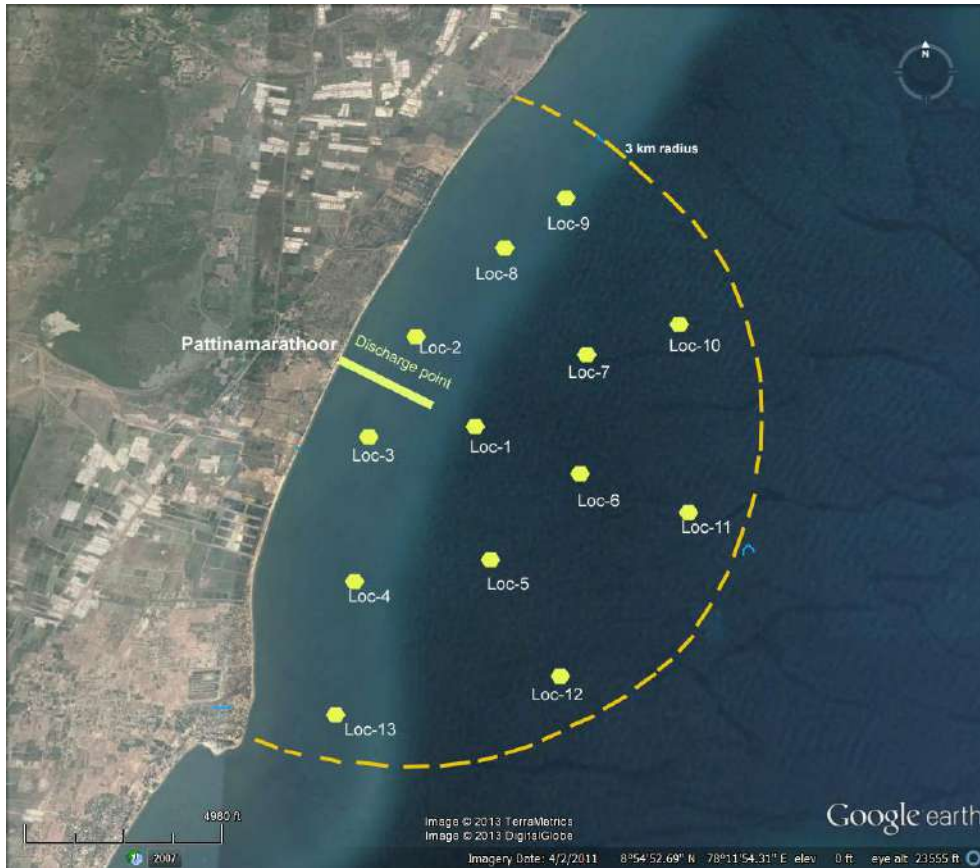 N
3 km radius
Loc-9
Loc-8
Pattinamarathoor
Discharge point
Loc-2
Loc-10
Loc-7
Loc-1
Loc-3
Loc-6
Loc-11
Loc-5
Loc-4
Loc-12
Loc-13
4980 ft
Image © 2013 TerraMetrics
Image © 2013 DigitalGlobe
Google earth
2007
Imagery Date: 4/2/2011 8°54'52.69" N 78°11'54.31" E elev 0 ft eye alt 23555 ft